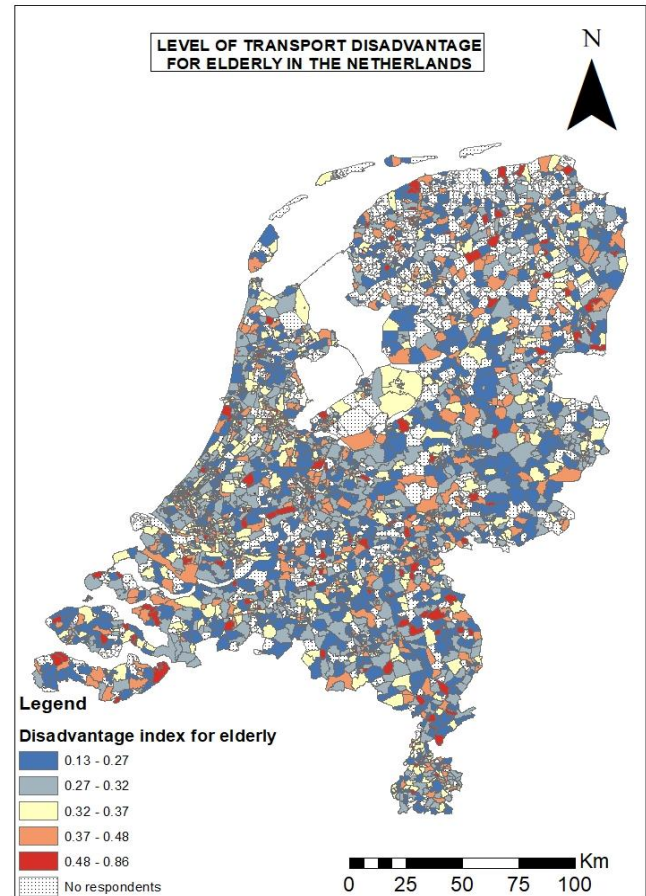 LEVEL OF TRANSPORT DISADVANTAGE
FOR ELDERLY IN THE NETHERLANDS
N
Legend
Disadvantage index for elderly
0.13 - 0.27
0.27 - 0.32
0.32 - 0.37
0.37 - 0.48
0.48 - 0.86
No respondents
Km
0 25 50 75 100